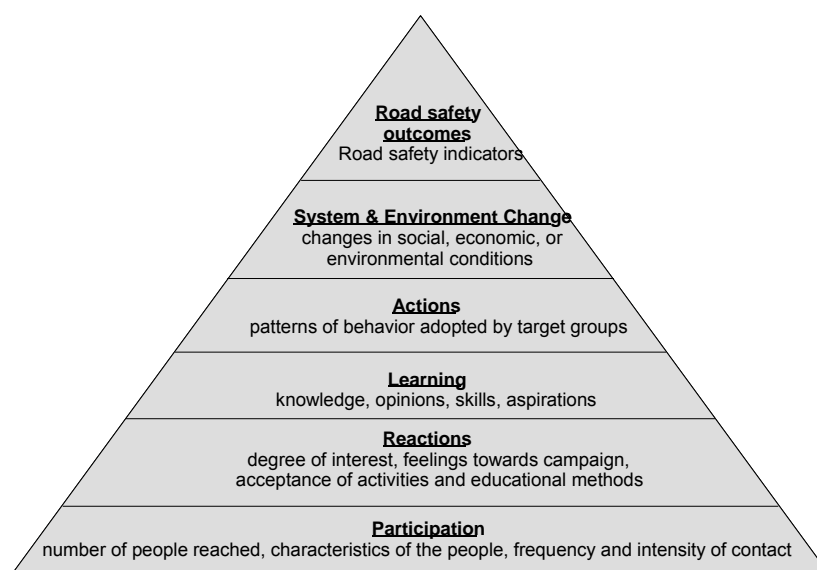 Road safety
outcomes
Road safety indicators
System & Environment Change
changes in social, economic, or
environmental conditions
Actions
patterns of behavior adopted by target groups
Learning
knowledge, opinions, skills, aspirations
Reactions
degree of interest, feelings towards campaign,
acceptance of activities and educational methods
Participation
number of people reached, characteristics of the people, frequency and intensity of contact